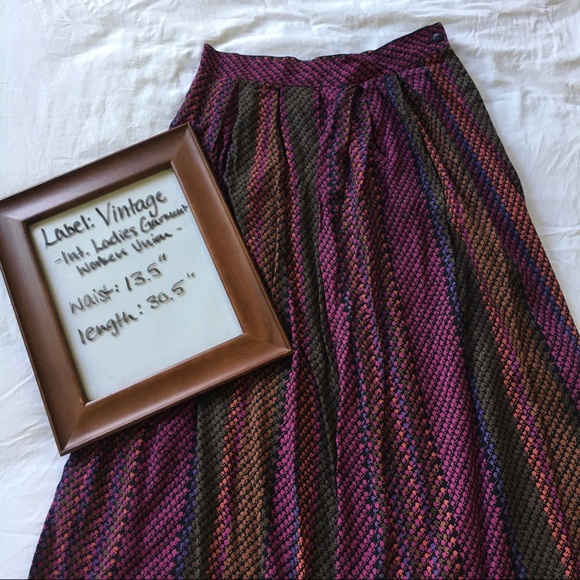 Label: Vintage
-Int. Ladies Garment
Workers Union-
waist: 13.5"
length: 30.5"